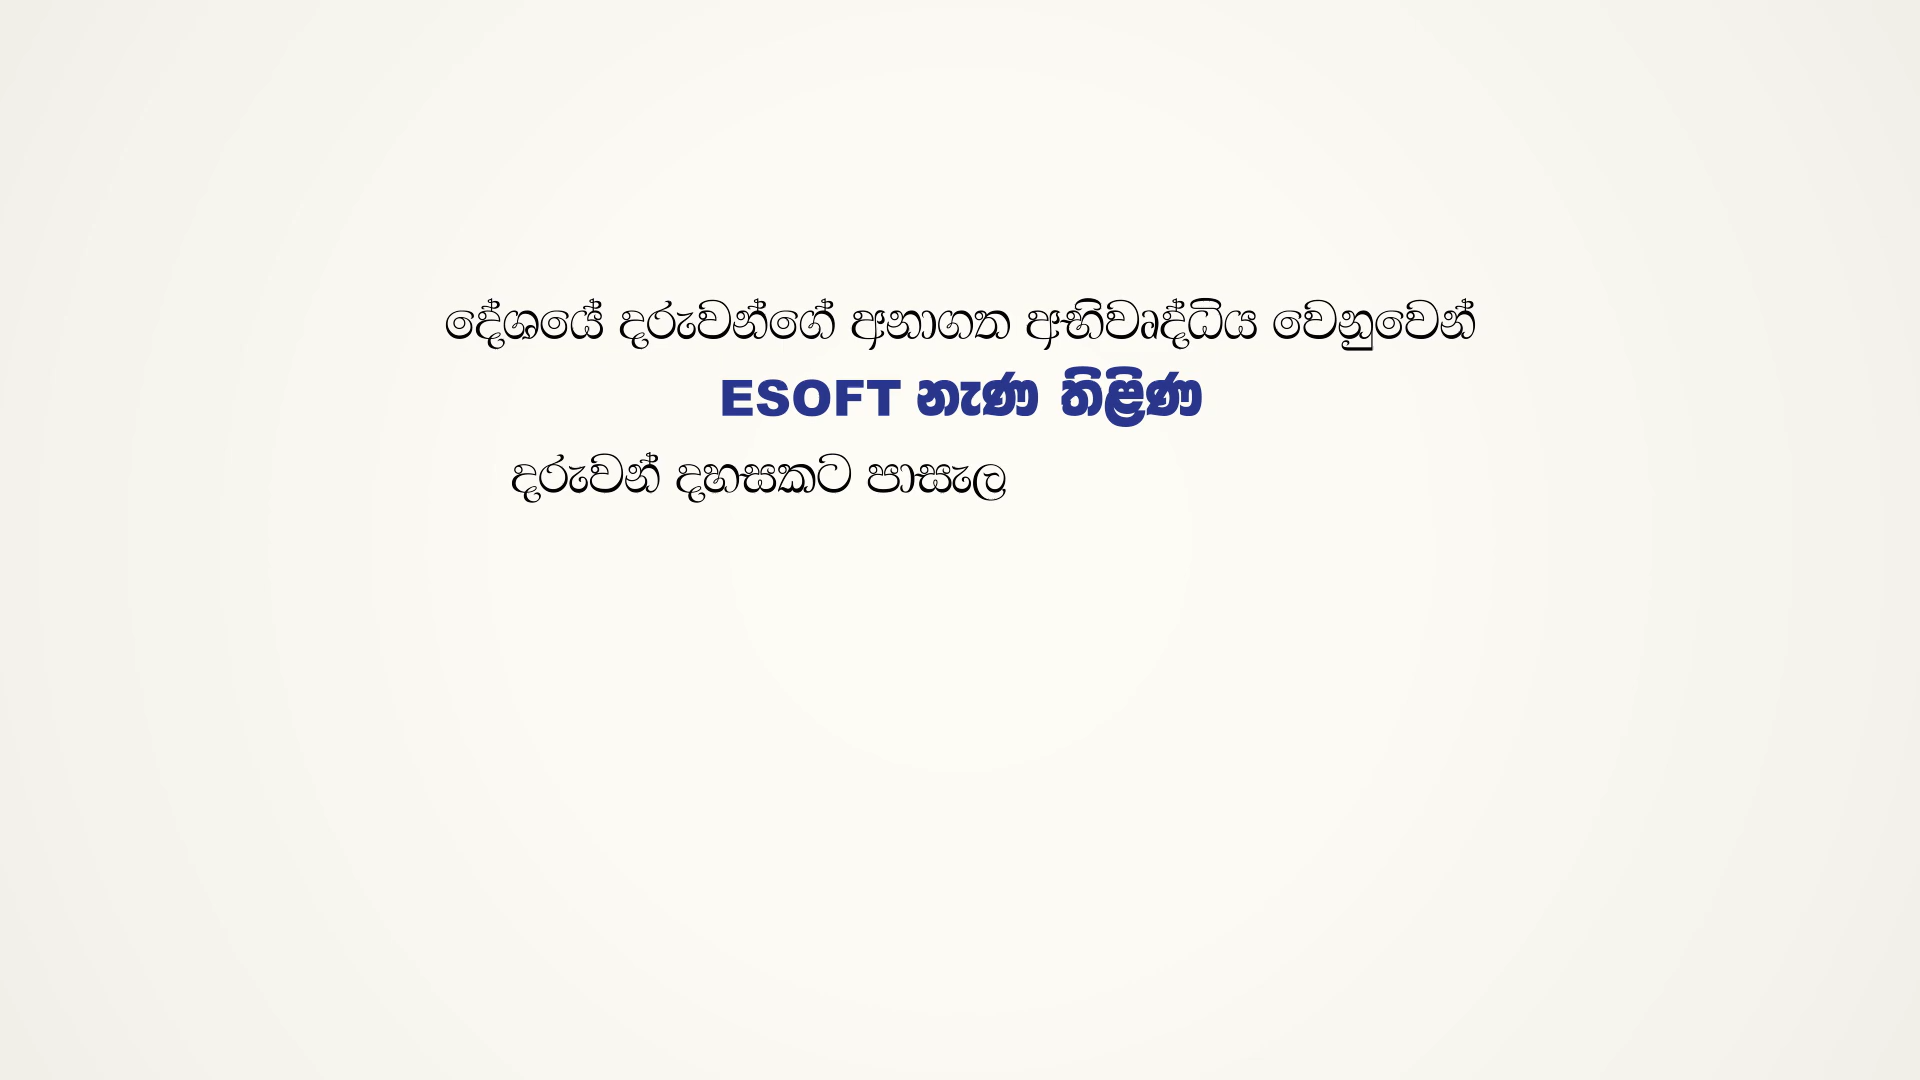 දේශයේ දරුවන්ගේ අනාගත අභිවෘද්ධිය වෙනුවෙන්
ESOFT නැණ තිළිණ
දරුවන් දහසකට පාසැල